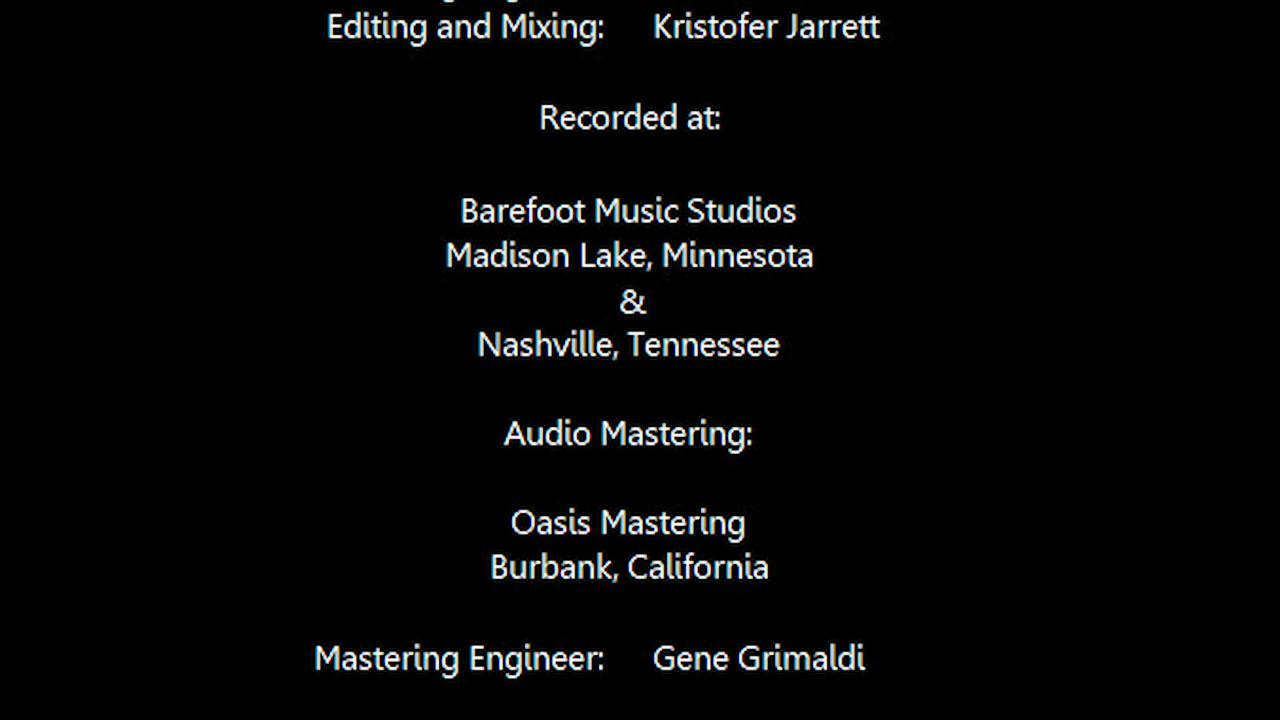 Editing and Mixing: Kristofer Jarrett
Recorded at:
Barefoot Music Studios
Madison Lake, Minnesota
&
Nashville, Tennessee
Audio Mastering:
Oasis Mastering
Burbank, California
Mastering Engineer: Gene Grimaldi